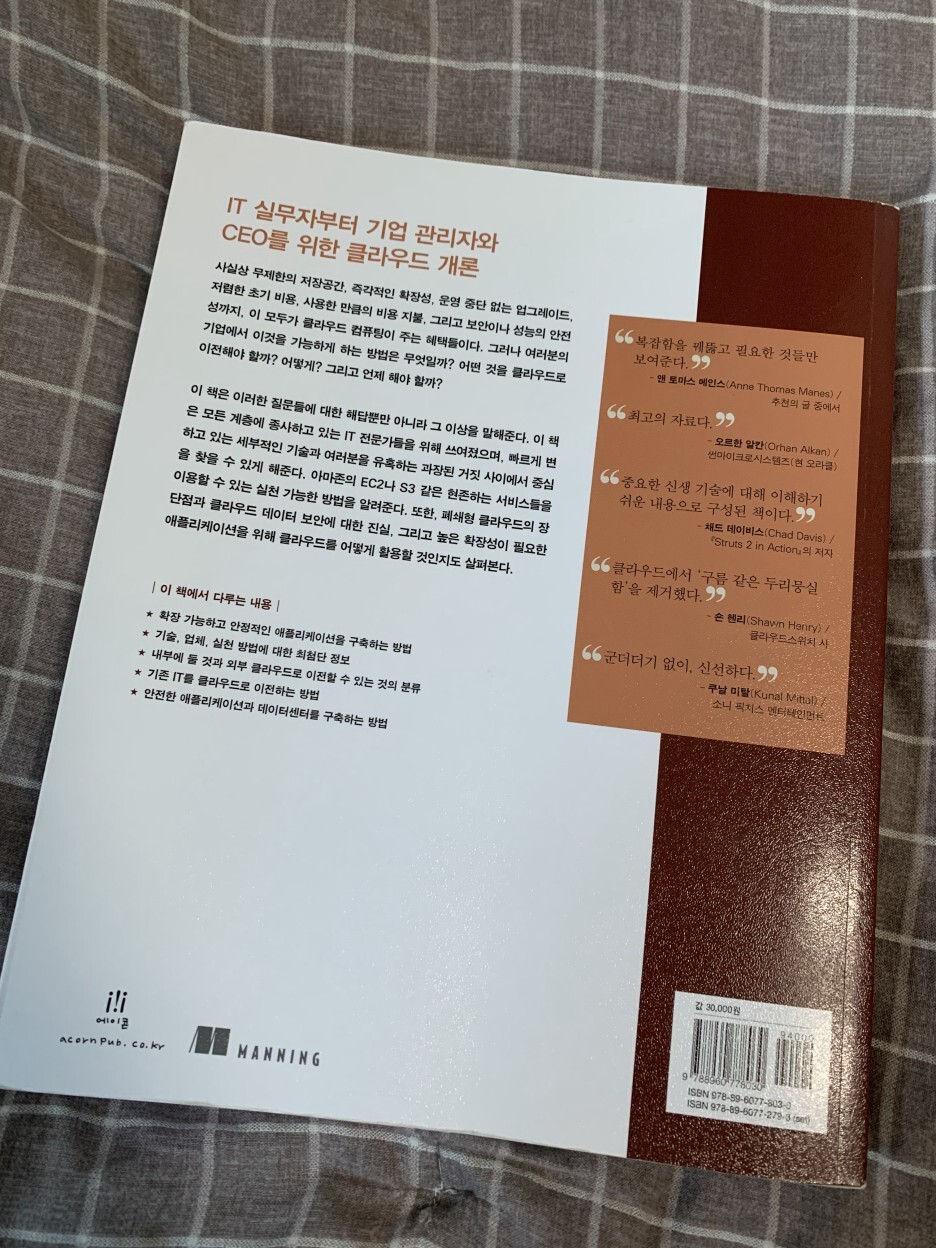 IT 실무자부터 기업 관리자와
CEO를 위한 클라우드 개론
사실상 무제한의 저장공간, 즉각적인 확장성, 운영 중단 없는 업그레이드,
저렴한 초기 비용, 사용한 만큼의 비용 지불, 그리고 보안이나 성능의 안전
성까지, 이 모두가 클라우드 컴퓨팅이 주는 혜택들이다. 그러나 여러분의
기업에서 이것을 가능하게 하는 방법은 무엇일까? 어떤 것을 클라우드로
이전해야 할까? 어떻게? 그리고 언제 해야 할까?
이 책은 이러한 질문들에 대한 해답뿐만 아니라 그 이상을 말해준다. 이 책
은 모든 계층에 종사하고 있는 IT 전문가들을 위해 쓰여졌으며, 빠르게 변
하고 있는 세부적인 기술과 여러분을 유혹하는 과장된 거짓 사이에서 중심
을 찾을 수 있게 해준다. 아마존의 EC2나 S3 같은 현존하는 서비스들을
이용할 수 있는 실천 가능한 방법을 알려준다. 또한, 폐쇄형 클라우드의 장
단점과 클라우드 데이터 보안에 대한 진실, 그리고 높은 확장성이 필요한
애플리케이션을 위해 클라우드를 어떻게 활용할 것인지도 살펴본다.
| 이 책에서 다루는 내용 |
★ 확장 가능하고 안정적인 애플리케이션을 구축하는 방법
★ 기술, 업체, 실천 방법에 대한 최첨단 정보
★ 내부에 둘 것과 외부 클라우드로 이전할 수 있는 것의 분류
★ 기존 IT를 클라우드로 이전하는 방법
★ 안전한 애플리케이션과 데이터센터를 구축하는 방법
“복잡함을 꿰뚫고 필요한 것들만
보여준다.”
- 앤 토마스 메인스(Anne Thomas Manes) /
추천의 글 중에서
“최고의 자료다.”
- 오르한 알칸(Orhan Alkan) /
썬마이크로시스템즈(현 오라클)
“중요한 신생 기술에 대해 이해하기
쉬운 내용으로 구성된 책이다.”
- 채드 데이비스(Chad Davis) /
『Struts 2 in Action』의 저자
“클라우드에서 ‘구름 같은 두리뭉실
함’을 제거했다.”
- 숀 헨리(Shawn Henry) /
클라우드스위치 사
“군더더기 없이, 신선하다.”
- 쿠날 미탈(Kunal Mittal) /
소니 픽처스 엔터테인먼트
에이콘
acornpub.co.kr
MANNING
값 30,000원
9 788960 778030
ISBN 978-89-6077-803-0
ISBN 978-89-6077-279-3 (set)